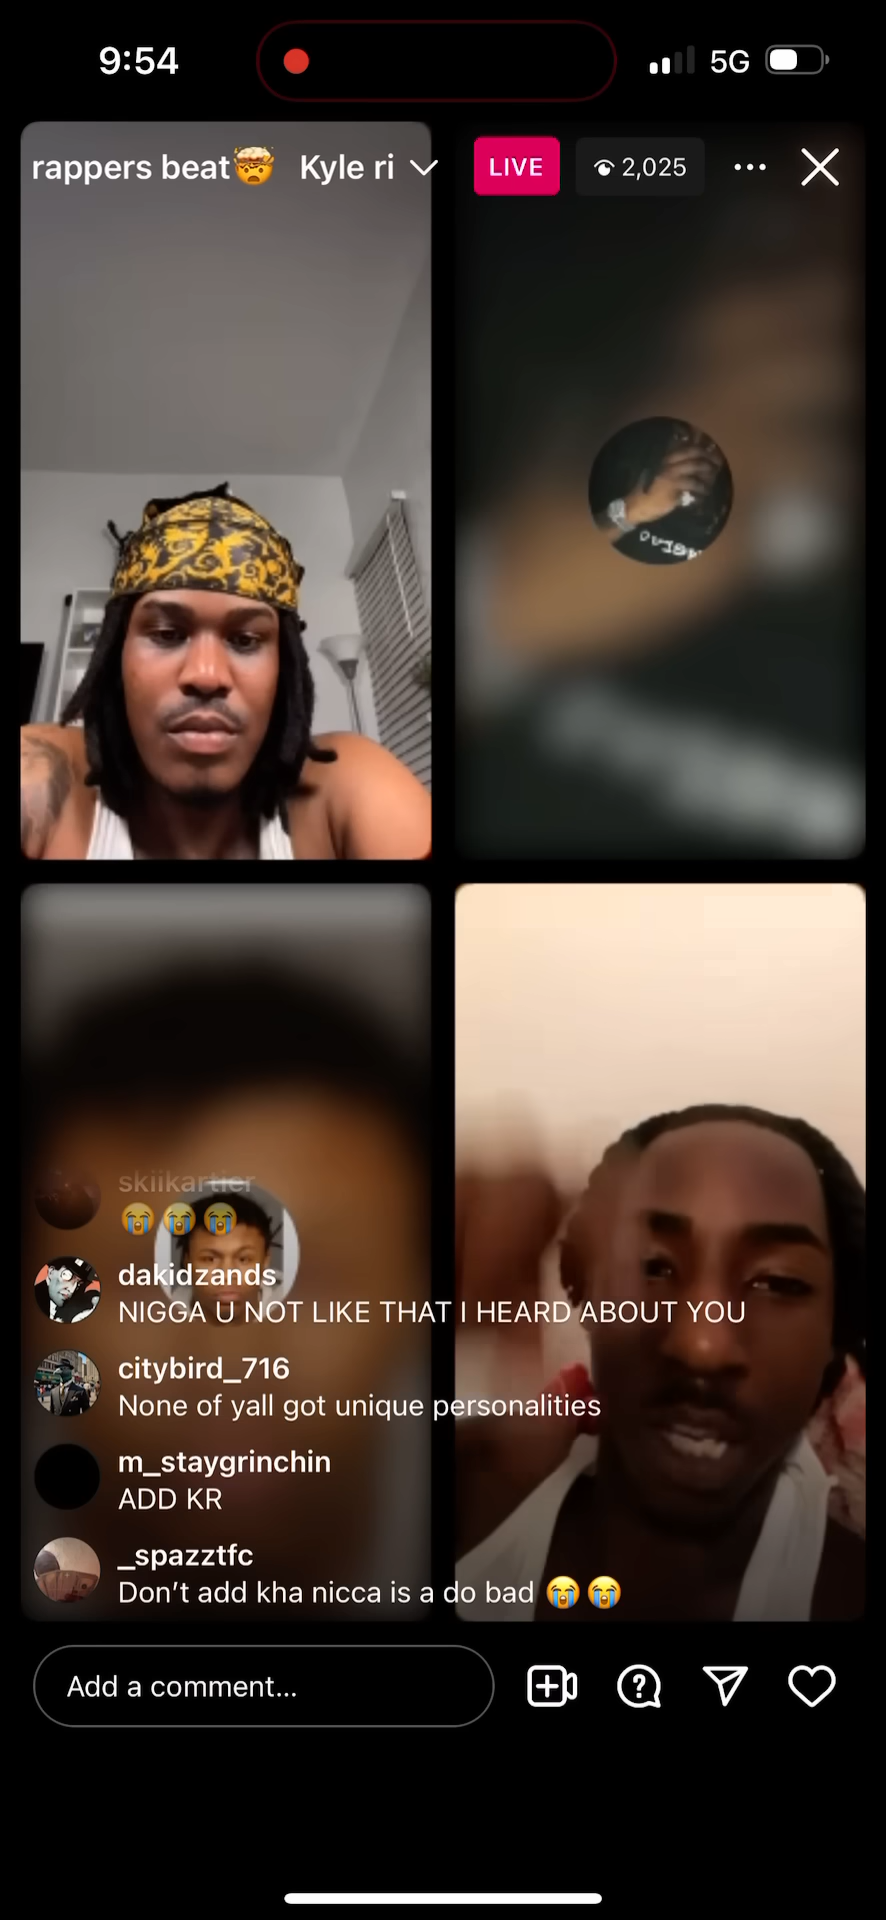 9:54
5G
rappers beat🤯 Kyle ri
LIVE
2,025
skiikartier
😭😭😭
dakidzands
NIGGA U NOT LIKE THAT I HEARD ABOUT YOU
citybird_716
None of yall got unique personalities
m_staygrinchin
ADD KR
_spazztfc
Don’t add kha nicca is a do bad 😭😭
Add a comment...